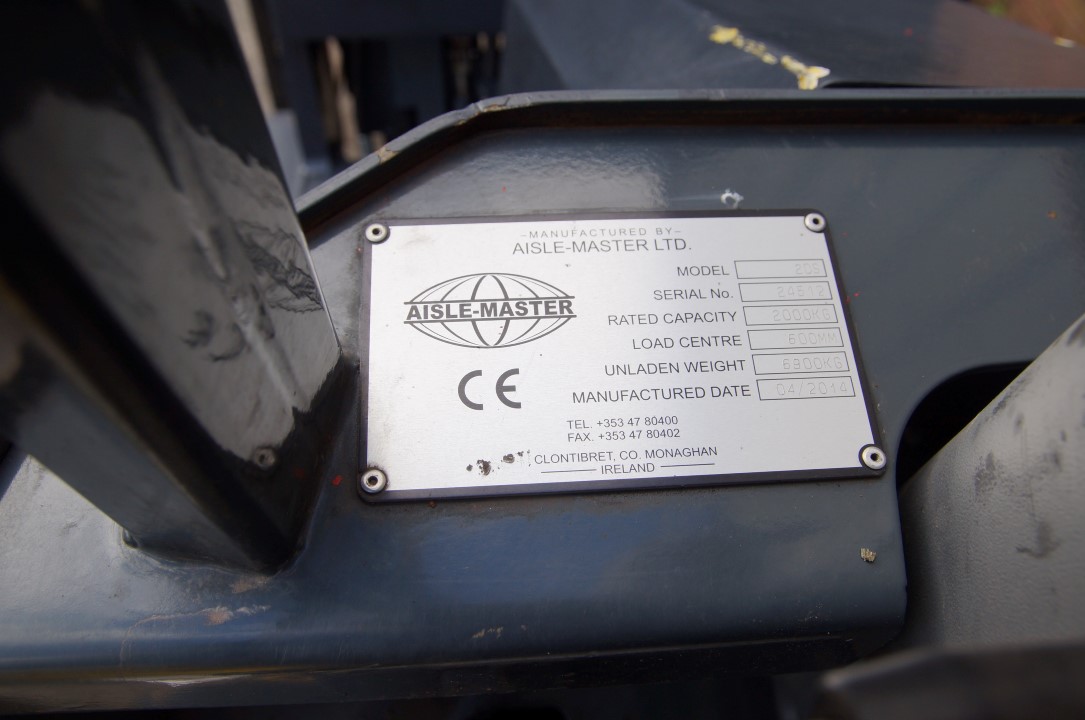 -MANUFACTURED BY-
AISLE-MASTER LTD.
AISLE-MASTER
CE
MODEL 20S
SERIAL No.
RATED CAPACITY 2000KG
LOAD CENTRE 600MM
UNLADEN WEIGHT 6900KG
MANUFACTURED DATE 04/2014
TEL. +353 47 80400
FAX. +353 47 80402
CLONTIBRET, CO. MONAGHAN
IRELAND